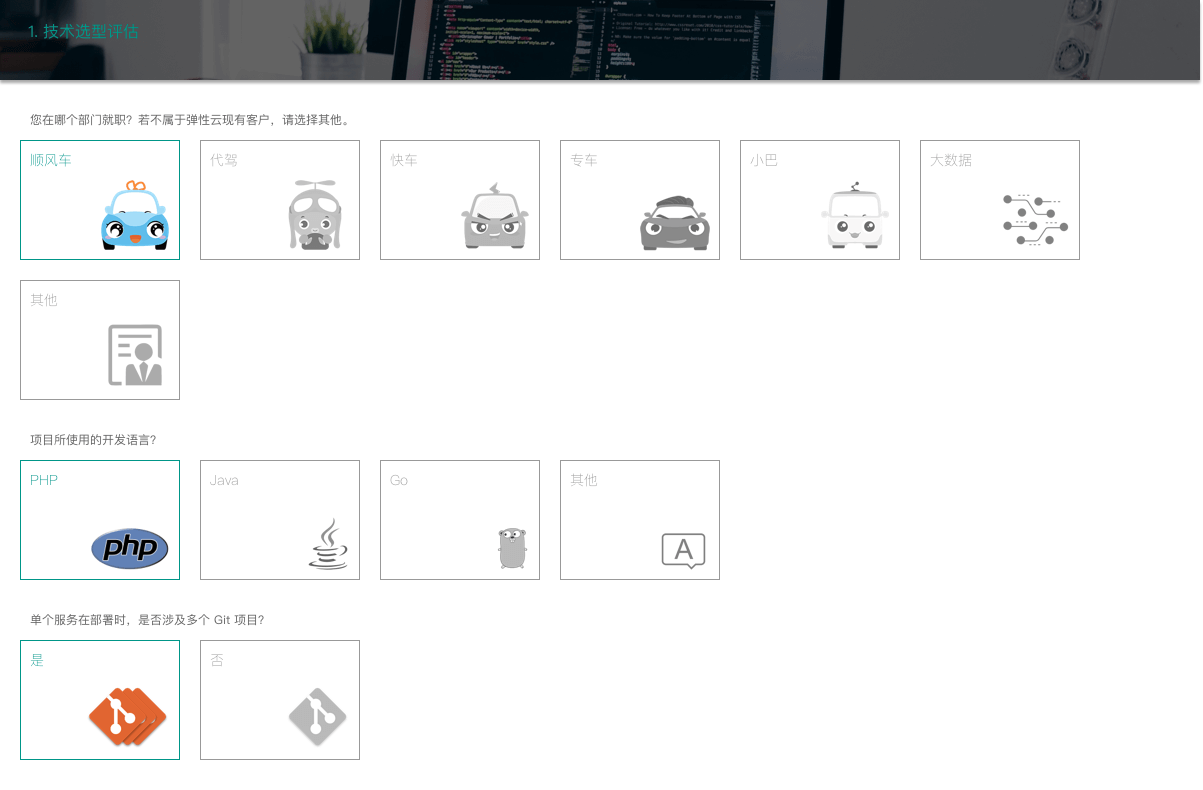 1. 技术选型评估
您在哪个部门就职？若不属于弹性云现有客户，请选择其他。
顺风车
代驾
快车
专车
小巴
大数据
其他
项目所使用的开发语言？
PHP
Java
Go
其他
php
A
单个服务在部署时，是否涉及多个 Git 项目？
是
否